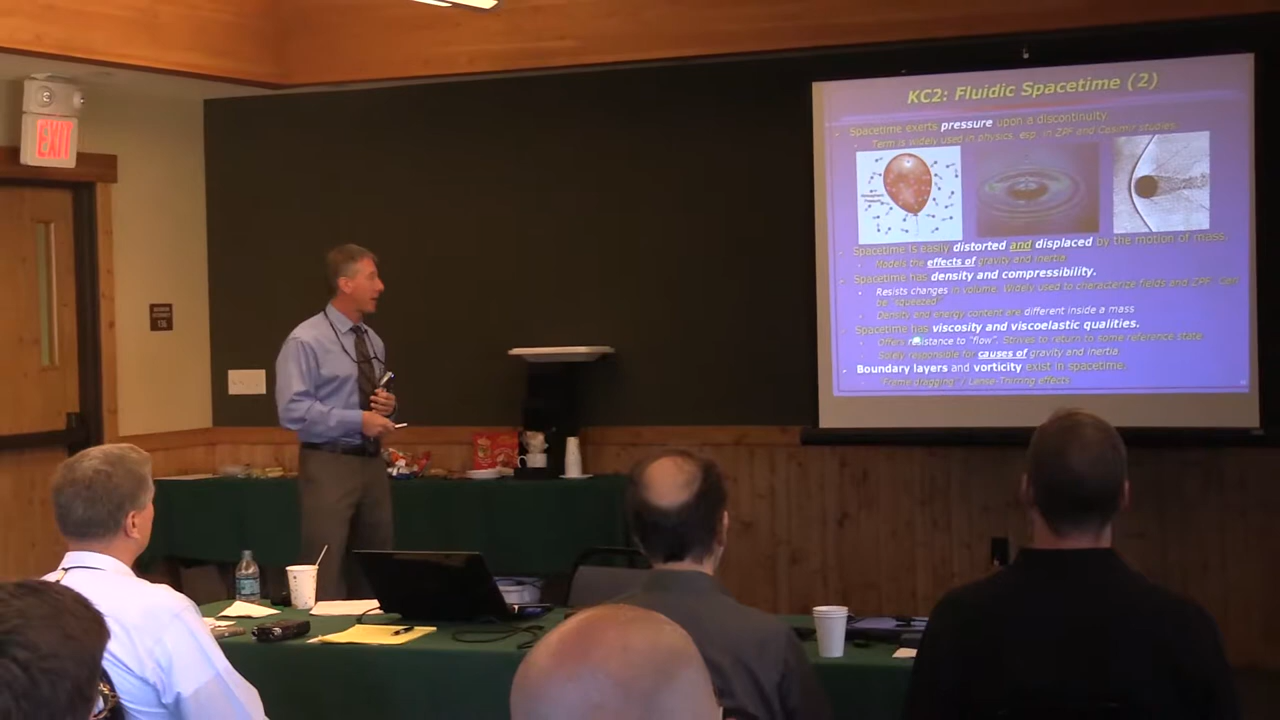 EXIT
KC2: Fluidic Spacetime (2)
Spacetime exerts pressure upon a discontinuity.
Term is widely used in physics, esp. in ZPF and Casimir studies
Spacetime is easily distorted and displaced by the motion of mass.
Models the effects of gravity and inertia
Spacetime has density and compressibility.
Resists changes in volume. Widely used to characterize fields and ZPF. Can
be "squeezed"
Density and energy content are different inside a mass
Spacetime has viscosity and viscoelastic qualities.
Offers resistance to "flow". Strives to return to some reference state.
Solely responsible for causes of gravity and inertia.
Boundary layers and vorticity exist in spacetime.
"Frame dragging" / Lense-Thirring effects